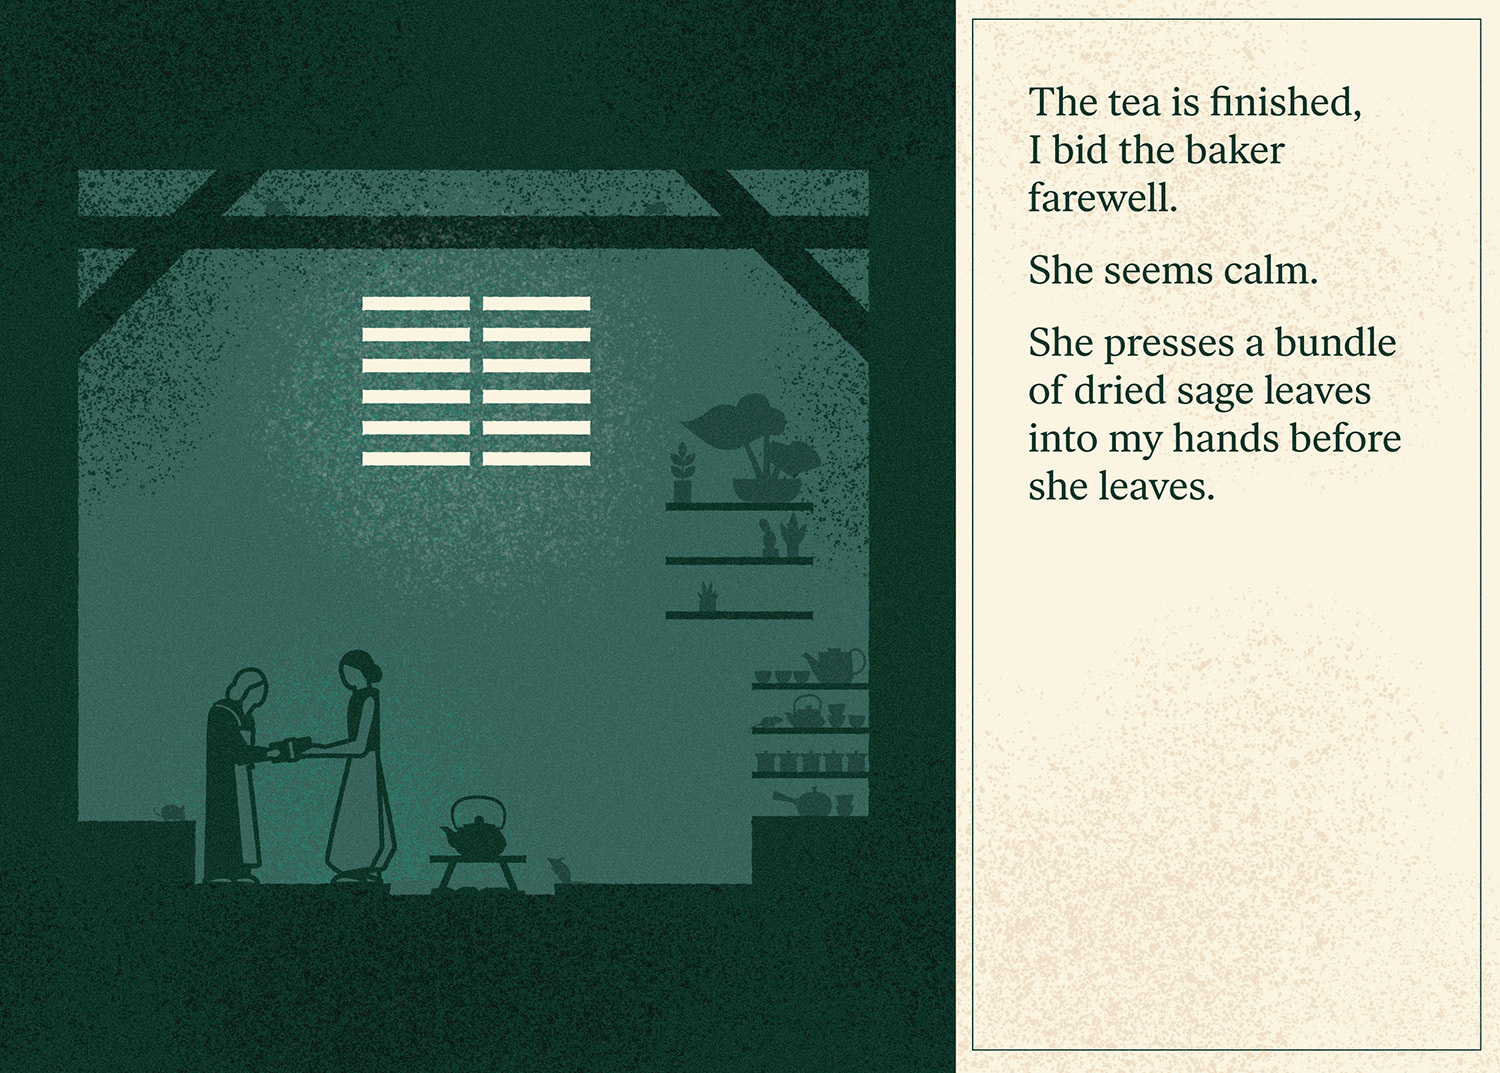 The tea is finished,
I bid the baker
farewell.
She seems calm.
She presses a bundle
of dried sage leaves
into my hands before
she leaves.